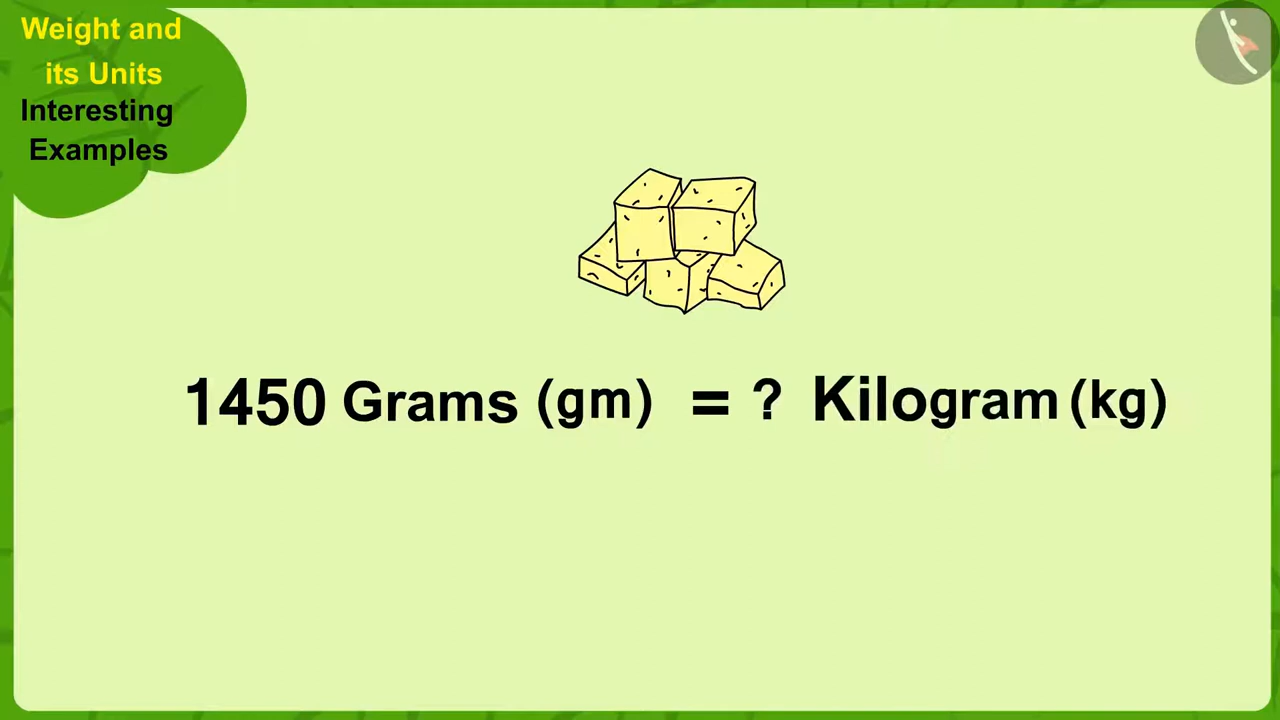 Weight and
its Units
Interesting
Examples
1450 Grams (gm) = ? Kilogram (kg)